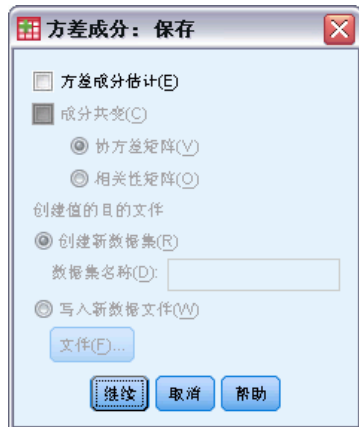 方差成分：保存
方差成分估计(E)
成分共变(C)
协方差矩阵(V)
相关性矩阵(O)
创建值的目的文件
创建新数据集(R)
数据集名称(D):
写入新数据文件(W)
文件(F)...
继续 取消 帮助